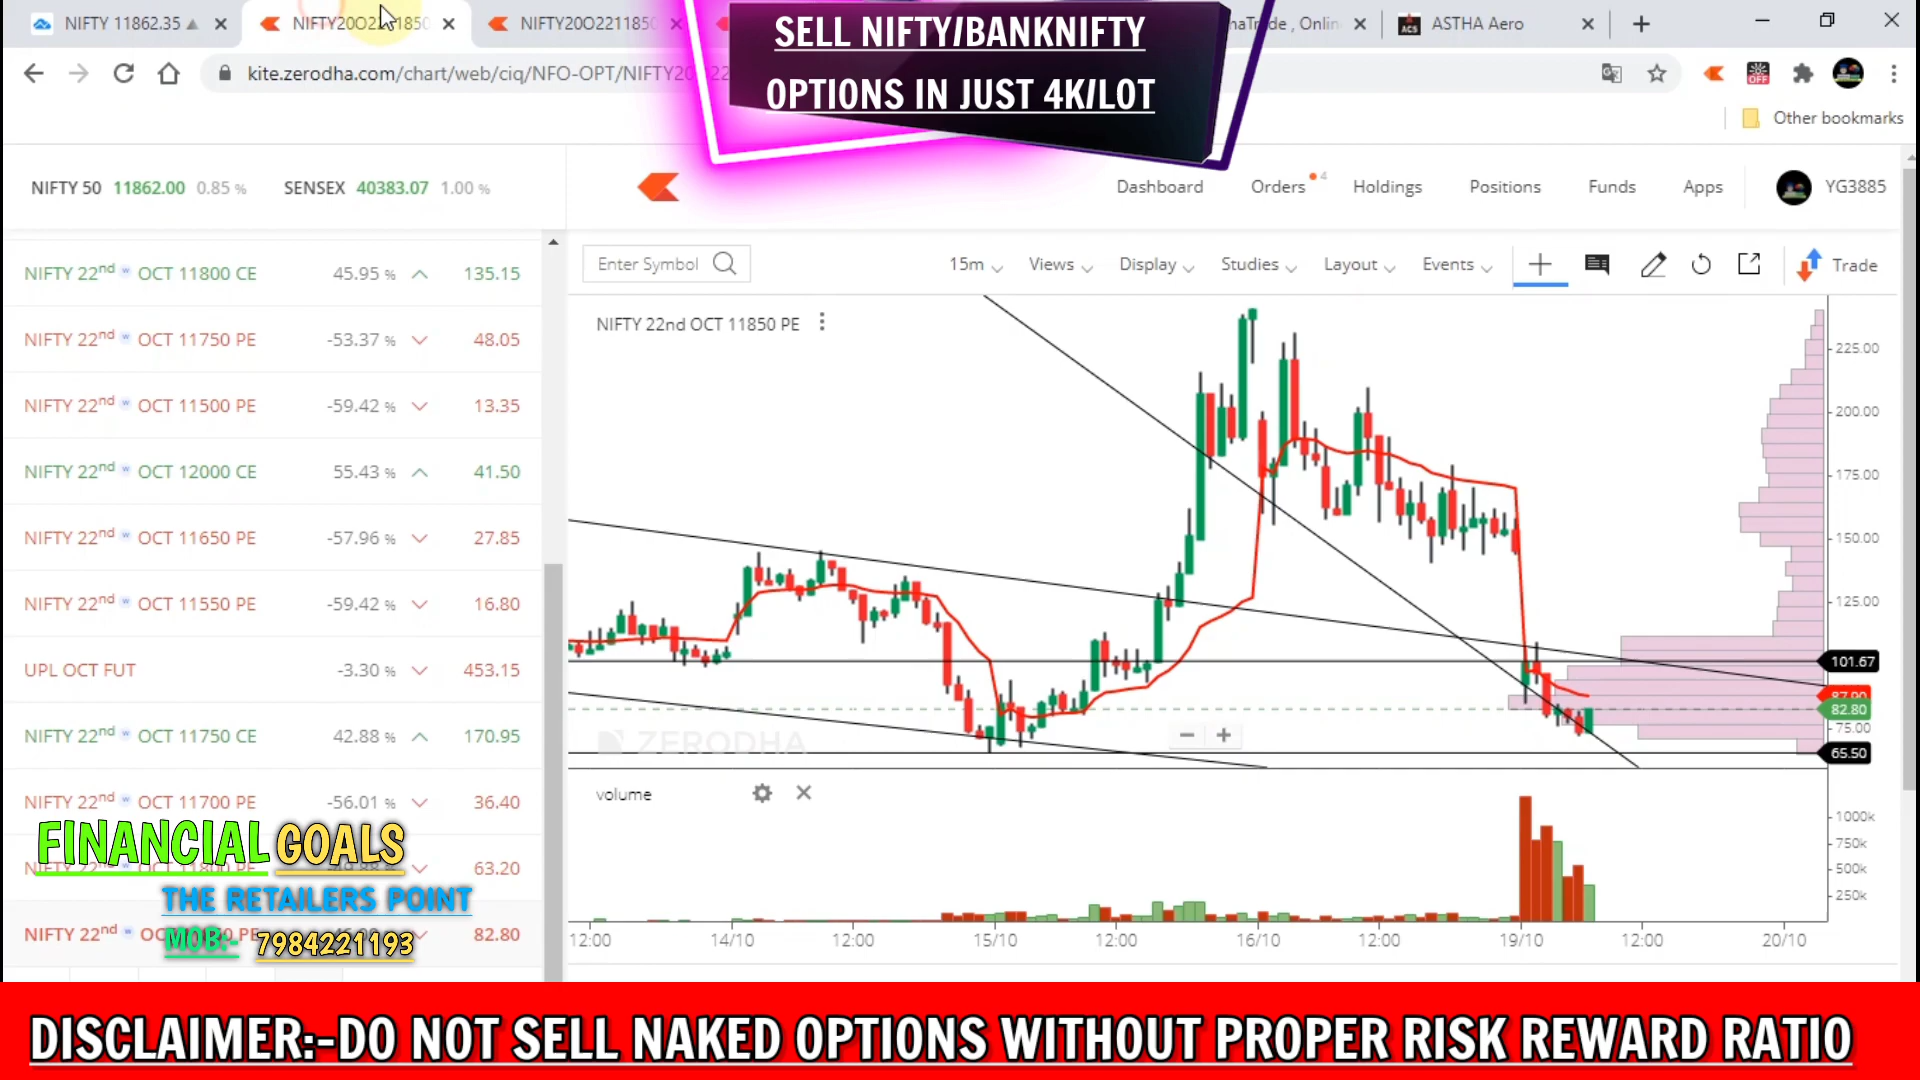 NIFTY 11862.35
NIFTY20O2211850
NIFTY20O2211850
SELL NIFTY/BANKNIFTY
OPTIONS IN JUST 4K/LOT
ASTHA Aero
kite.zerodha.com/chart/web/ciq/NFO-OPT/NIFTY20
OFF
Other bookmarks
NIFTY 50 11862.00 0.85 % SENSEX 40383.07 1.00 %
Dashboard Orders 4 Holdings Positions Funds Apps YG3885
NIFTY 22nd w OCT 11800 CE 45.95 % 135.15
NIFTY 22nd w OCT 11750 PE -53.37 % 48.05
NIFTY 22nd w OCT 11500 PE -59.42 % 13.35
NIFTY 22nd w OCT 12000 CE 55.43 % 41.50
NIFTY 22nd w OCT 11650 PE -57.96 % 27.85
NIFTY 22nd w OCT 11550 PE -59.42 % 16.80
UPL OCT FUT -3.30 % 453.15
NIFTY 22nd w OCT 11750 CE 42.88 % 170.95
NIFTY 22nd w OCT 11700 PE -56.01 % 36.40
63.20
NIFTY 22nd w 82.80
FINANCIAL GOALS
THE RETAILERS POINT
MOB:- 7984221193
Enter Symbol 15m Views Display Studies Layout Events Trade
NIFTY 22nd OCT 11850 PE
225.00
200.00
175.00
150.00
125.00
101.67
87.90
82.80
75.00
65.50
ZERODHA
volume
1000k
750k
500k
250k
12:00 14/10 12:00 15/10 12:00 16/10 12:00 19/10 12:00 20/10
DISCLAIMER:-DO NOT SELL NAKED OPTIONS WITHOUT PROPER RISK REWARD RATIO